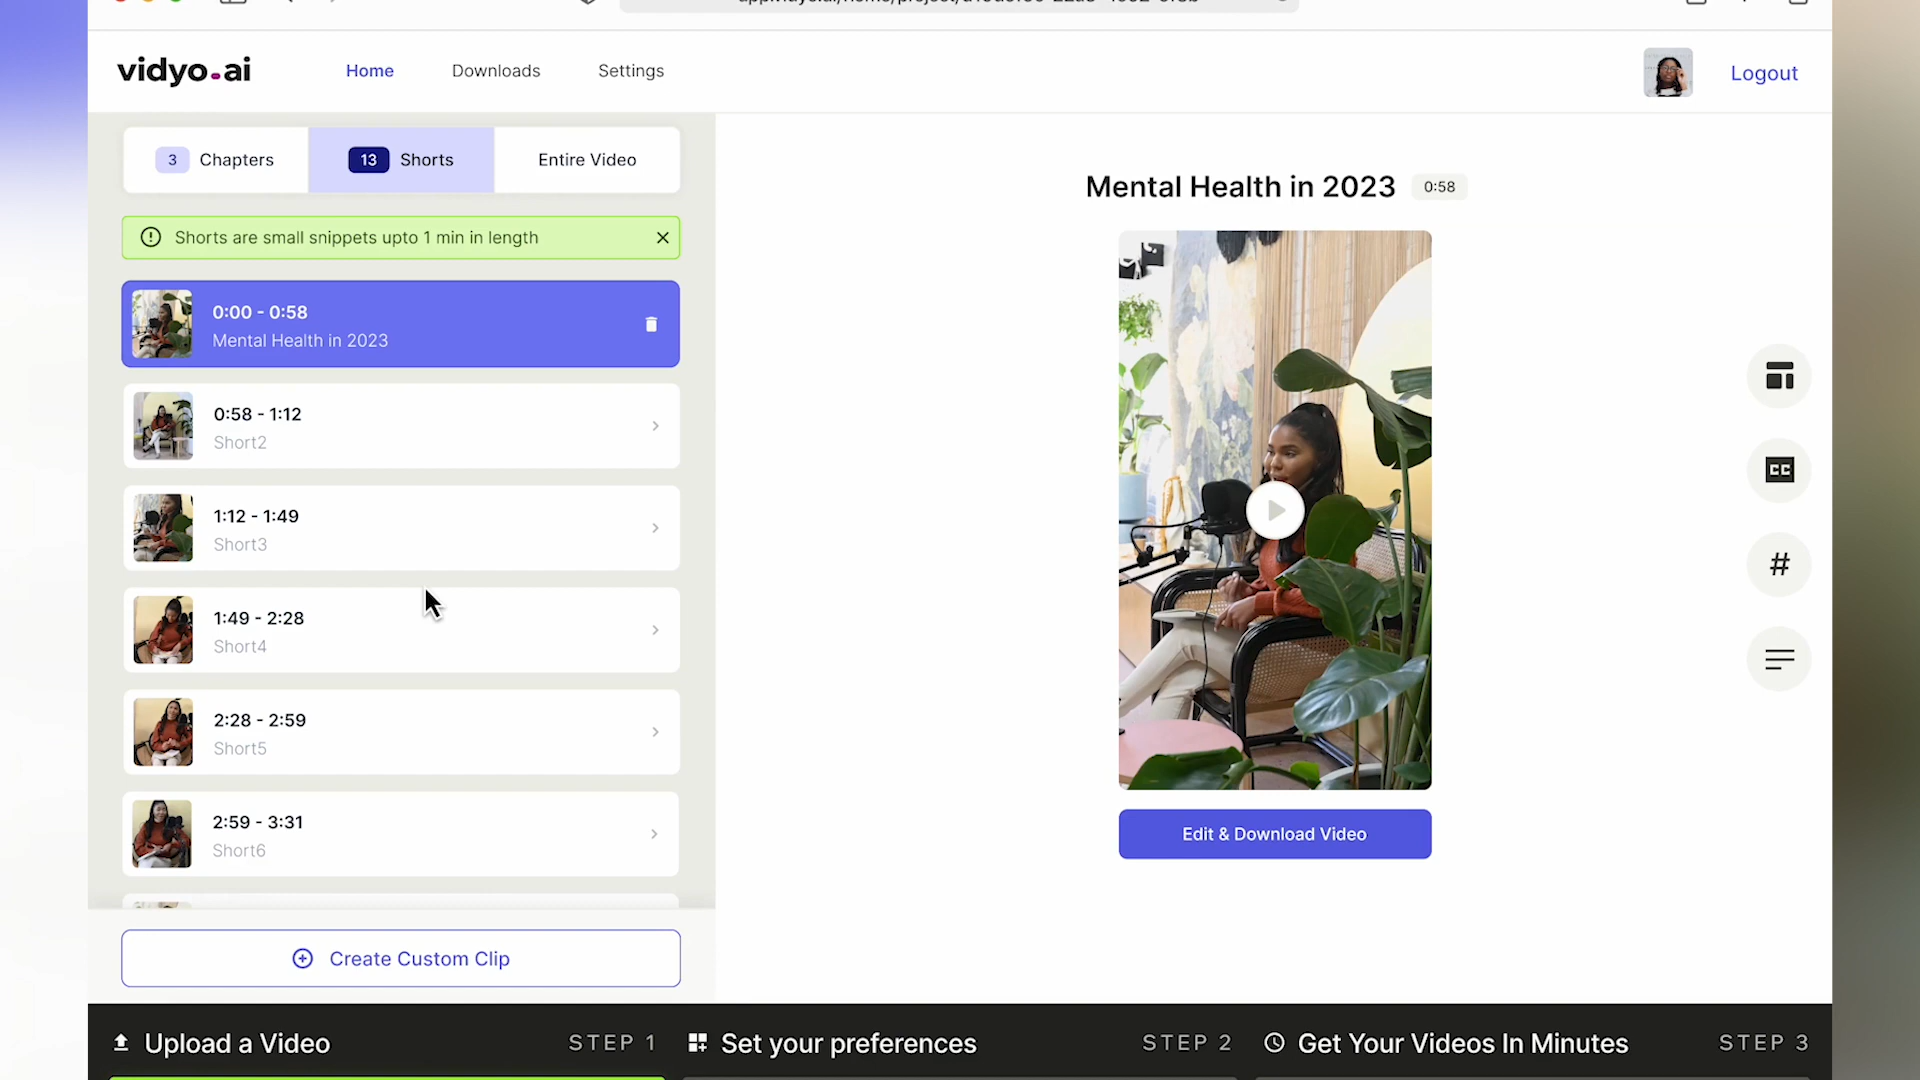 vidyo.ai
Home
Downloads
Settings
Logout
3 Chapters
13 Shorts
Entire Video
Shorts are small snippets upto 1 min in length
0:00 - 0:58
Mental Health in 2023
0:58 - 1:12
Short2
1:12 - 1:49
Short3
1:49 - 2:28
Short4
2:28 - 2:59
Short5
2:59 - 3:31
Short6
Create Custom Clip
Mental Health in 2023 0:58
Edit & Download Video
CC
#
Upload a Video STEP 1
Set your preferences STEP 2
Get Your Videos In Minutes STEP 3